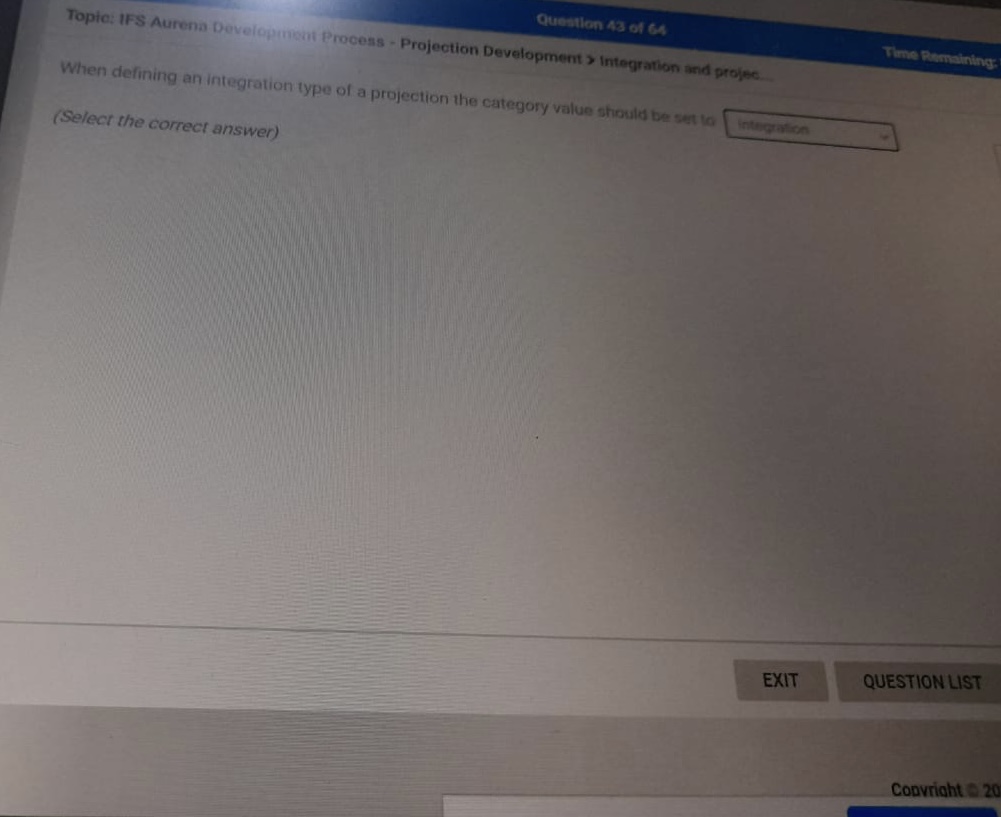 Question 43 of 64
Time Remaining:
Topic: IFS Aurena Development Process - Projection Development > Integration and projec...
When defining an integration type of a projection the category value should be set to Integration
(Select the correct answer)
EXIT
QUESTION LIST
Copyright © 20